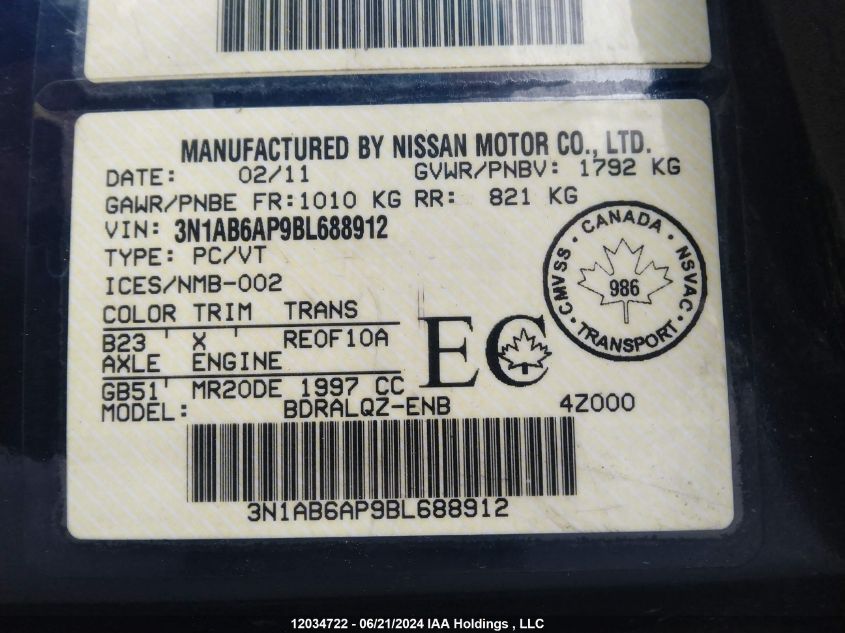 MANUFACTURED BY NISSAN MOTOR CO., LTD.
DATE: 02/11 GVWR/PNBV: 1792 KG
GAWR/PNBE FR:1010 KG RR: 821 KG
VIN: 3N1AB6AP9BL688912
TYPE: PC/VT
ICES/NMB-002
COLOR TRIM TRANS
B23 ' X ' RE0F10A
AXLE ENGINE
GB51' MR20DE 1997 CC
MODEL: BDRALQZ-ENB 4Z000
EC
CANADA
CMVSS · NSVAC
986
TRANSPORT
3N1AB6AP9BL688912
12034722 - 06/21/2024 IAA Holdings , LLC